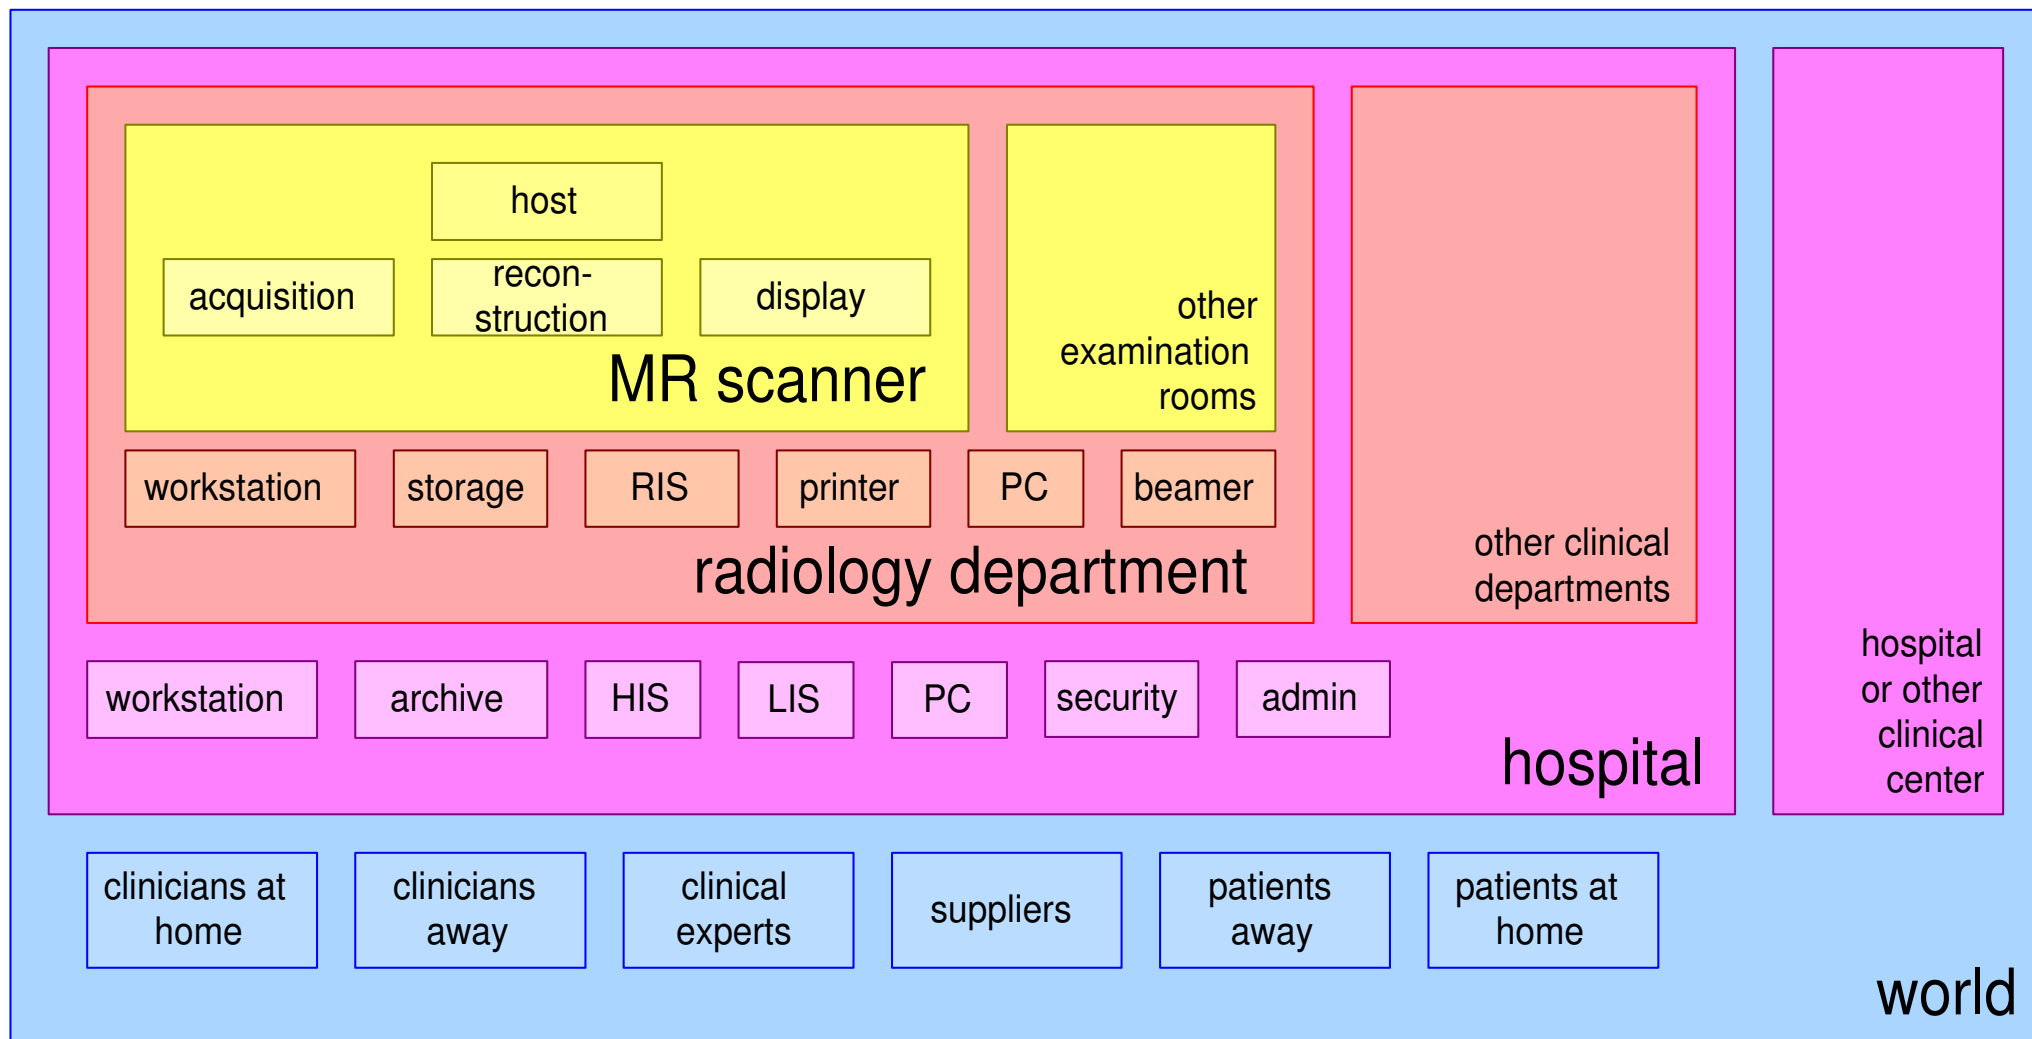 host
acquisition
recon-
struction
display
MR scanner
other
examination
rooms
workstation
storage
RIS
printer
PC
beamer
radiology department
other clinical
departments
workstation
archive
HIS
LIS
PC
security
admin
hospital
hospital
or other
clinical
center
clinicians at
home
clinicians
away
clinical
experts
suppliers
patients
away
patients at
home
world